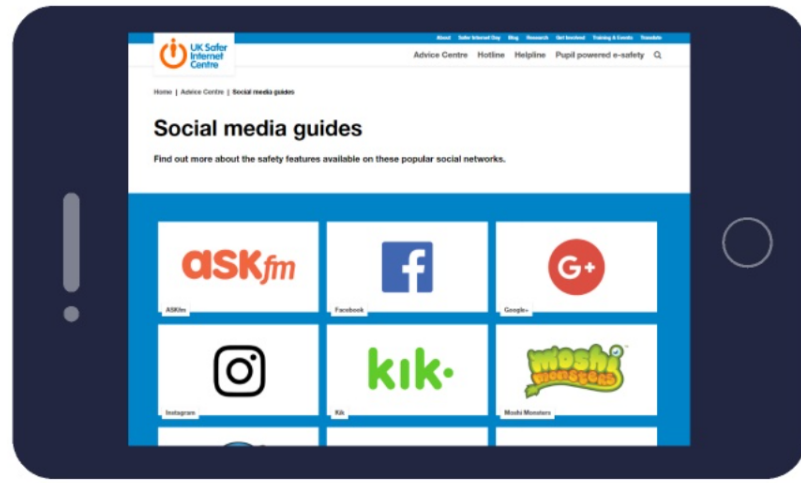 About Safer Internet Day Blog Research Get Involved Training & Events Translate
UK Safer
Internet
Centre
Advice Centre Hotline Helpline Pupil powered e-safety
Home | Advice Centre | Social media guides
Social media guides
Find out more about the safety features available on these popular social networks.
ASKfm
f
G+
ASKfm
Facebook
Google+
kik
moshi
monsters
Instagram
Kik
Moshi Monsters